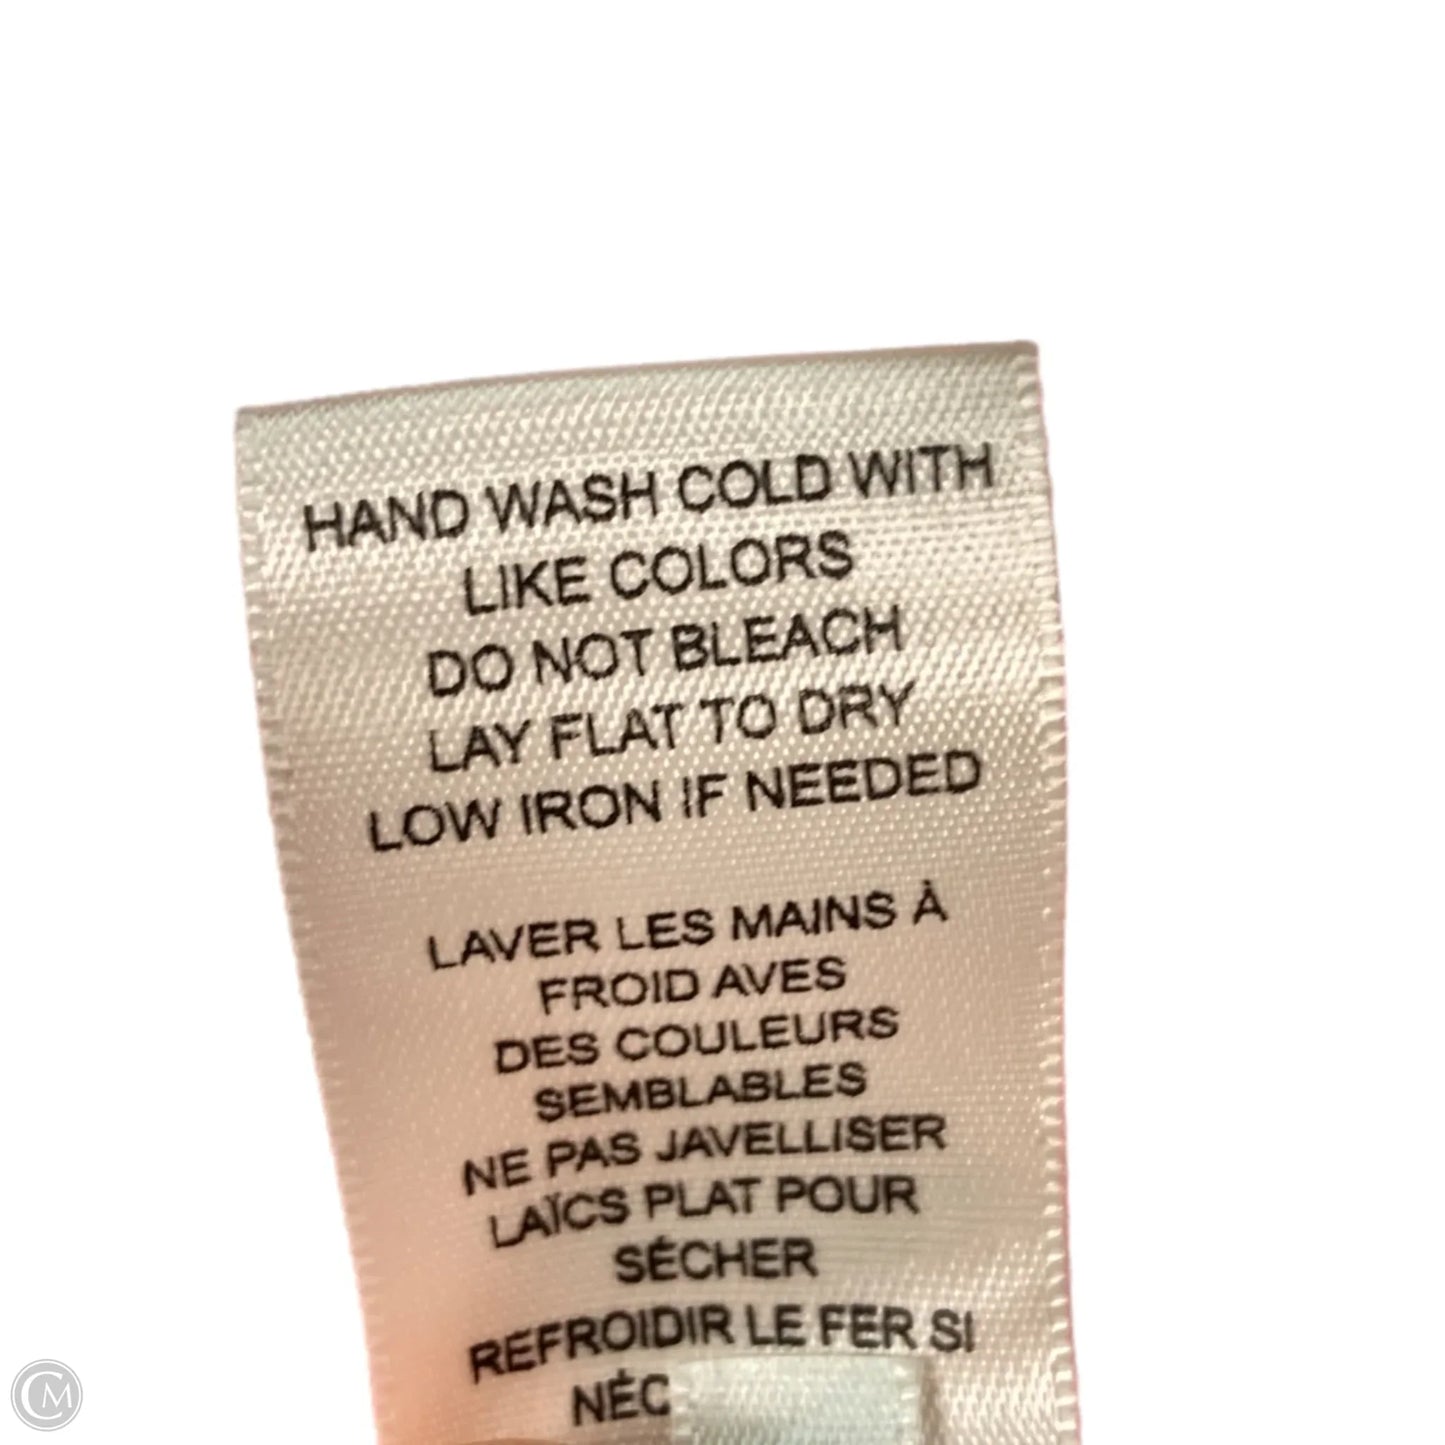 HAND WASH COLD WITH
LIKE COLORS
DO NOT BLEACH
LAY FLAT TO DRY
LOW IRON IF NEEDED
LAVER LES MAINS À
FROID AVES
DES COULEURS
SEMBLABLES
NE PAS JAVELLISER
LAÏCS PLAT POUR
SÉCHER
REFROIDIR LE FER SI
NÉC
CM